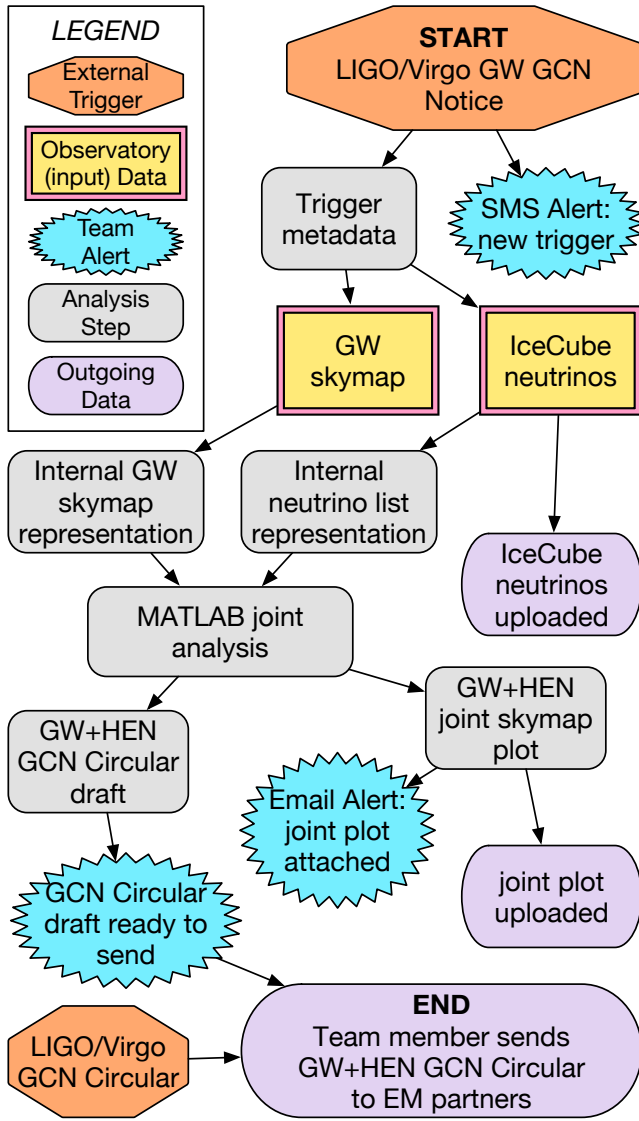 LEGEND
External
Trigger
Observatory
(input) Data
Team
Alert
Analysis
Step
Outgoing
Data
START
LIGO/Virgo GW GCN
Notice
Trigger
metadata
SMS Alert:
new trigger
GW
skymap
IceCube
neutrinos
Internal GW
skymap
representation
Internal
neutrino list
representation
IceCube
neutrinos
uploaded
MATLAB joint
analysis
GW+HEN
GCN Circular
draft
GW+HEN
joint skymap
plot
Email Alert:
joint plot
attached
joint plot
uploaded
GCN Circular
draft ready to
send
LIGO/Virgo
GCN Circular
END
Team member sends
GW+HEN GCN Circular
to EM partners